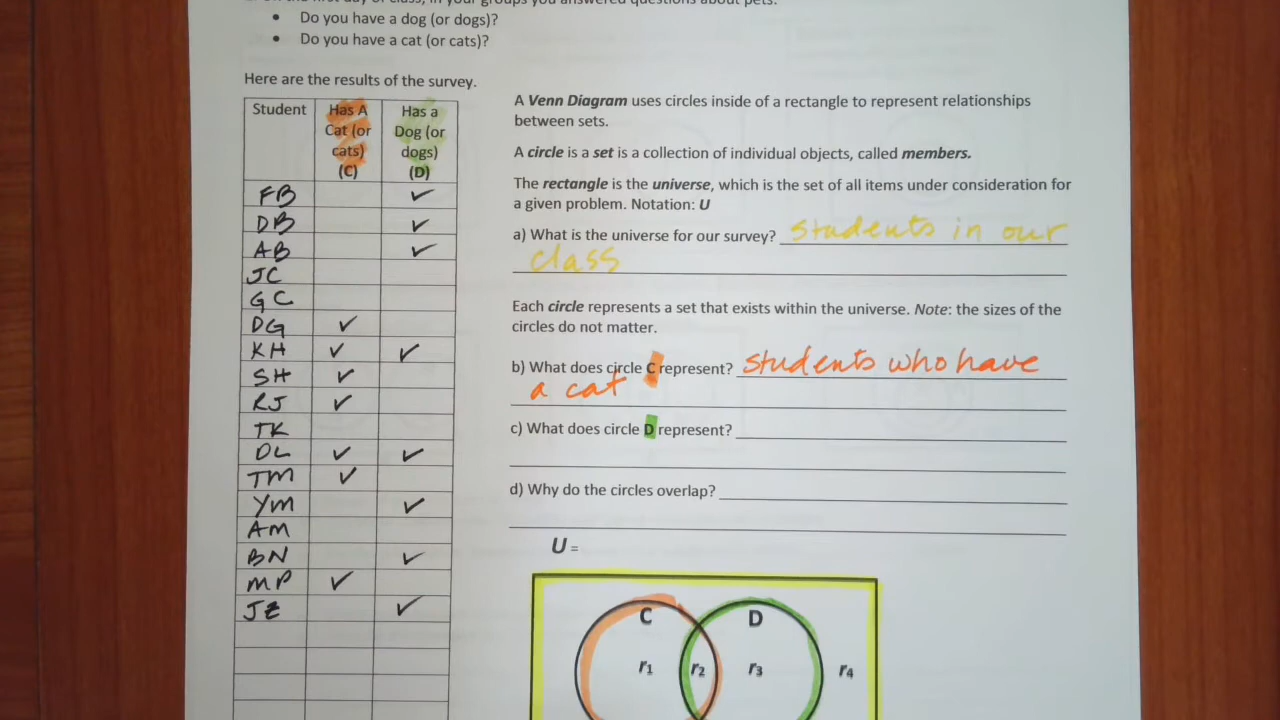 • Do you have a dog (or dogs)?
• Do you have a cat (or cats)?
Here are the results of the survey.
Student
Has A
Cat (or
cats)
(C)
Has a
Dog (or
dogs)
(D)
FB ✓
DB ✓
AB ✓
JC
GC
DG ✓
KH ✓ ✓
SH ✓
RJ ✓
TK
DL ✓ ✓
TM ✓
YM ✓
AM
BN ✓
MP ✓
JZ ✓
A Venn Diagram uses circles inside of a rectangle to represent relationships
between sets.
A circle is a set is a collection of individual objects, called members.
The rectangle is the universe, which is the set of all items under consideration for
a given problem. Notation: U
a) What is the universe for our survey? students in our
class
Each circle represents a set that exists within the universe. Note: the sizes of the
circles do not matter.
b) What does circle C represent? students who have
a cat
c) What does circle D represent?
d) Why do the circles overlap?
U =
C D
r1 r2 r3 r4